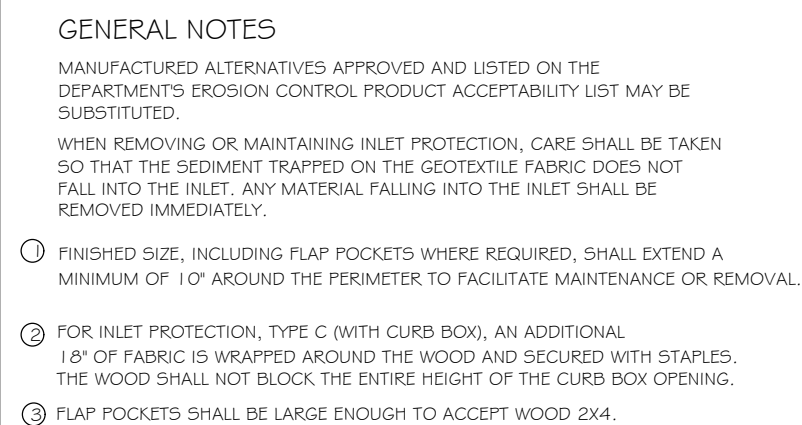 GENERAL NOTES
MANUFACTURED ALTERNATIVES APPROVED AND LISTED ON THE
DEPARTMENT'S EROSION CONTROL PRODUCT ACCEPTABILITY LIST MAY BE
SUBSTITUTED.
WHEN REMOVING OR MAINTAINING INLET PROTECTION, CARE SHALL BE TAKEN
SO THAT THE SEDIMENT TRAPPED ON THE GEOTEXTILE FABRIC DOES NOT
FALL INTO THE INLET. ANY MATERIAL FALLING INTO THE INLET SHALL BE
REMOVED IMMEDIATELY.
1 FINISHED SIZE, INCLUDING FLAP POCKETS WHERE REQUIRED, SHALL EXTEND A
MINIMUM OF 10" AROUND THE PERIMETER TO FACILITATE MAINTENANCE OR REMOVAL.
2 FOR INLET PROTECTION, TYPE C (WITH CURB BOX), AN ADDITIONAL
18" OF FABRIC IS WRAPPED AROUND THE WOOD AND SECURED WITH STAPLES.
THE WOOD SHALL NOT BLOCK THE ENTIRE HEIGHT OF THE CURB BOX OPENING.
3 FLAP POCKETS SHALL BE LARGE ENOUGH TO ACCEPT WOOD 2X4.